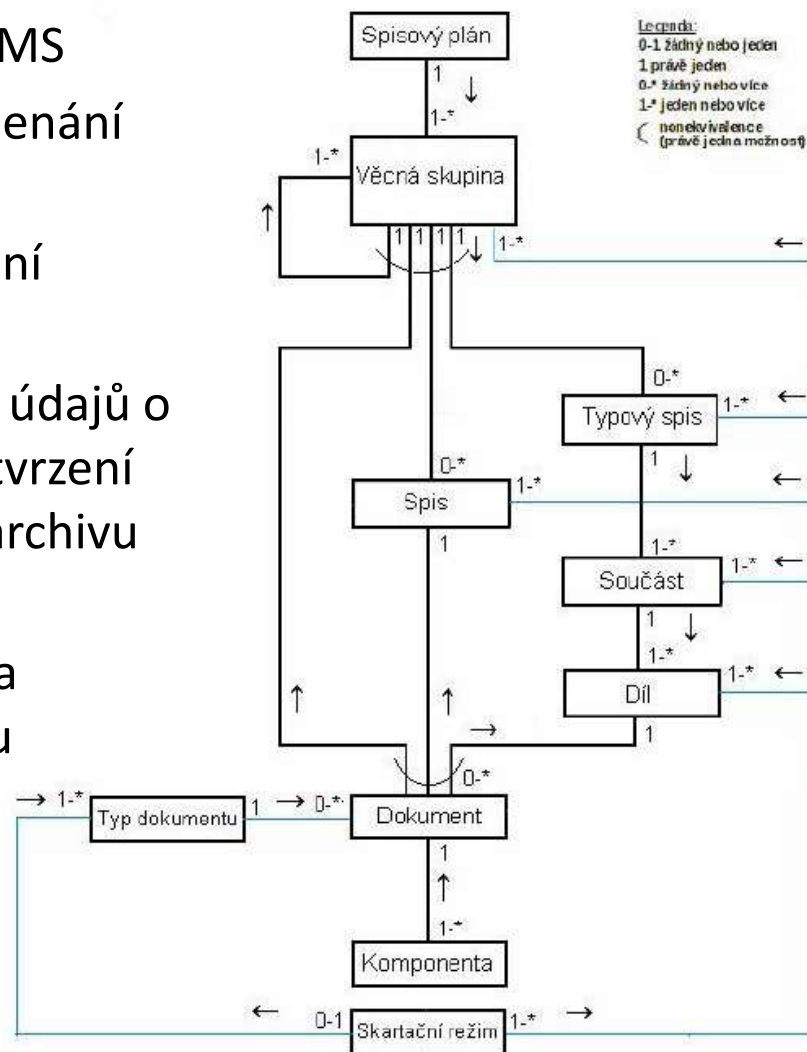 MS
enání
ní
údajů o
tvrzení
archivu
a
u
Spisový plán
1 ↓
1-*
Legenda:
0-1 žádný nebo jeden
1 právě jeden
0-* žádný nebo více
1-* jeden nebo více
( nonekvivalence
(právě jedna možnost)
1-*
Věcná skupina
↑
1 1 1 1 ↓
1-* ←
0-*
Typový spis
1-* ←
1 ↓
0-*
Spis
1-* ←
1
1-*
Součást
1-* ←
1 ↓
1-*
Díl
1-* ←
1
↑ ↑ →
0-*
→ 1-*
Typ dokumentu
1 → 0-*
Dokument
1
↑
1-*
Komponenta
← 0-1
Skartační režim
1-* →